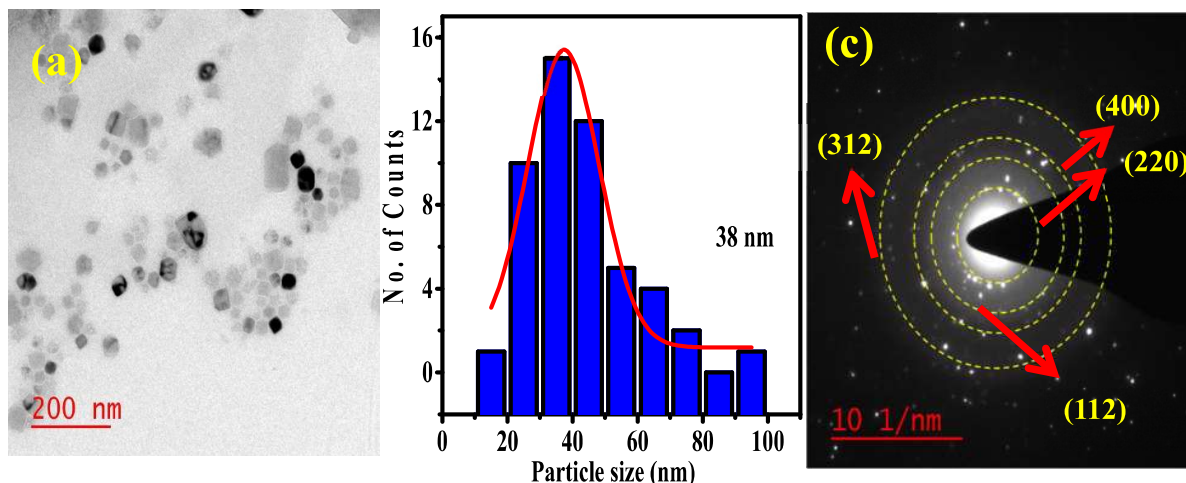 (a)
200 nm
No. of Counts
16
12
8
4
0
38 nm
0 20 40 60 80 100
Particle size (nm)
(c)
(312)
(400)
(220)
(112)
10 1/nm